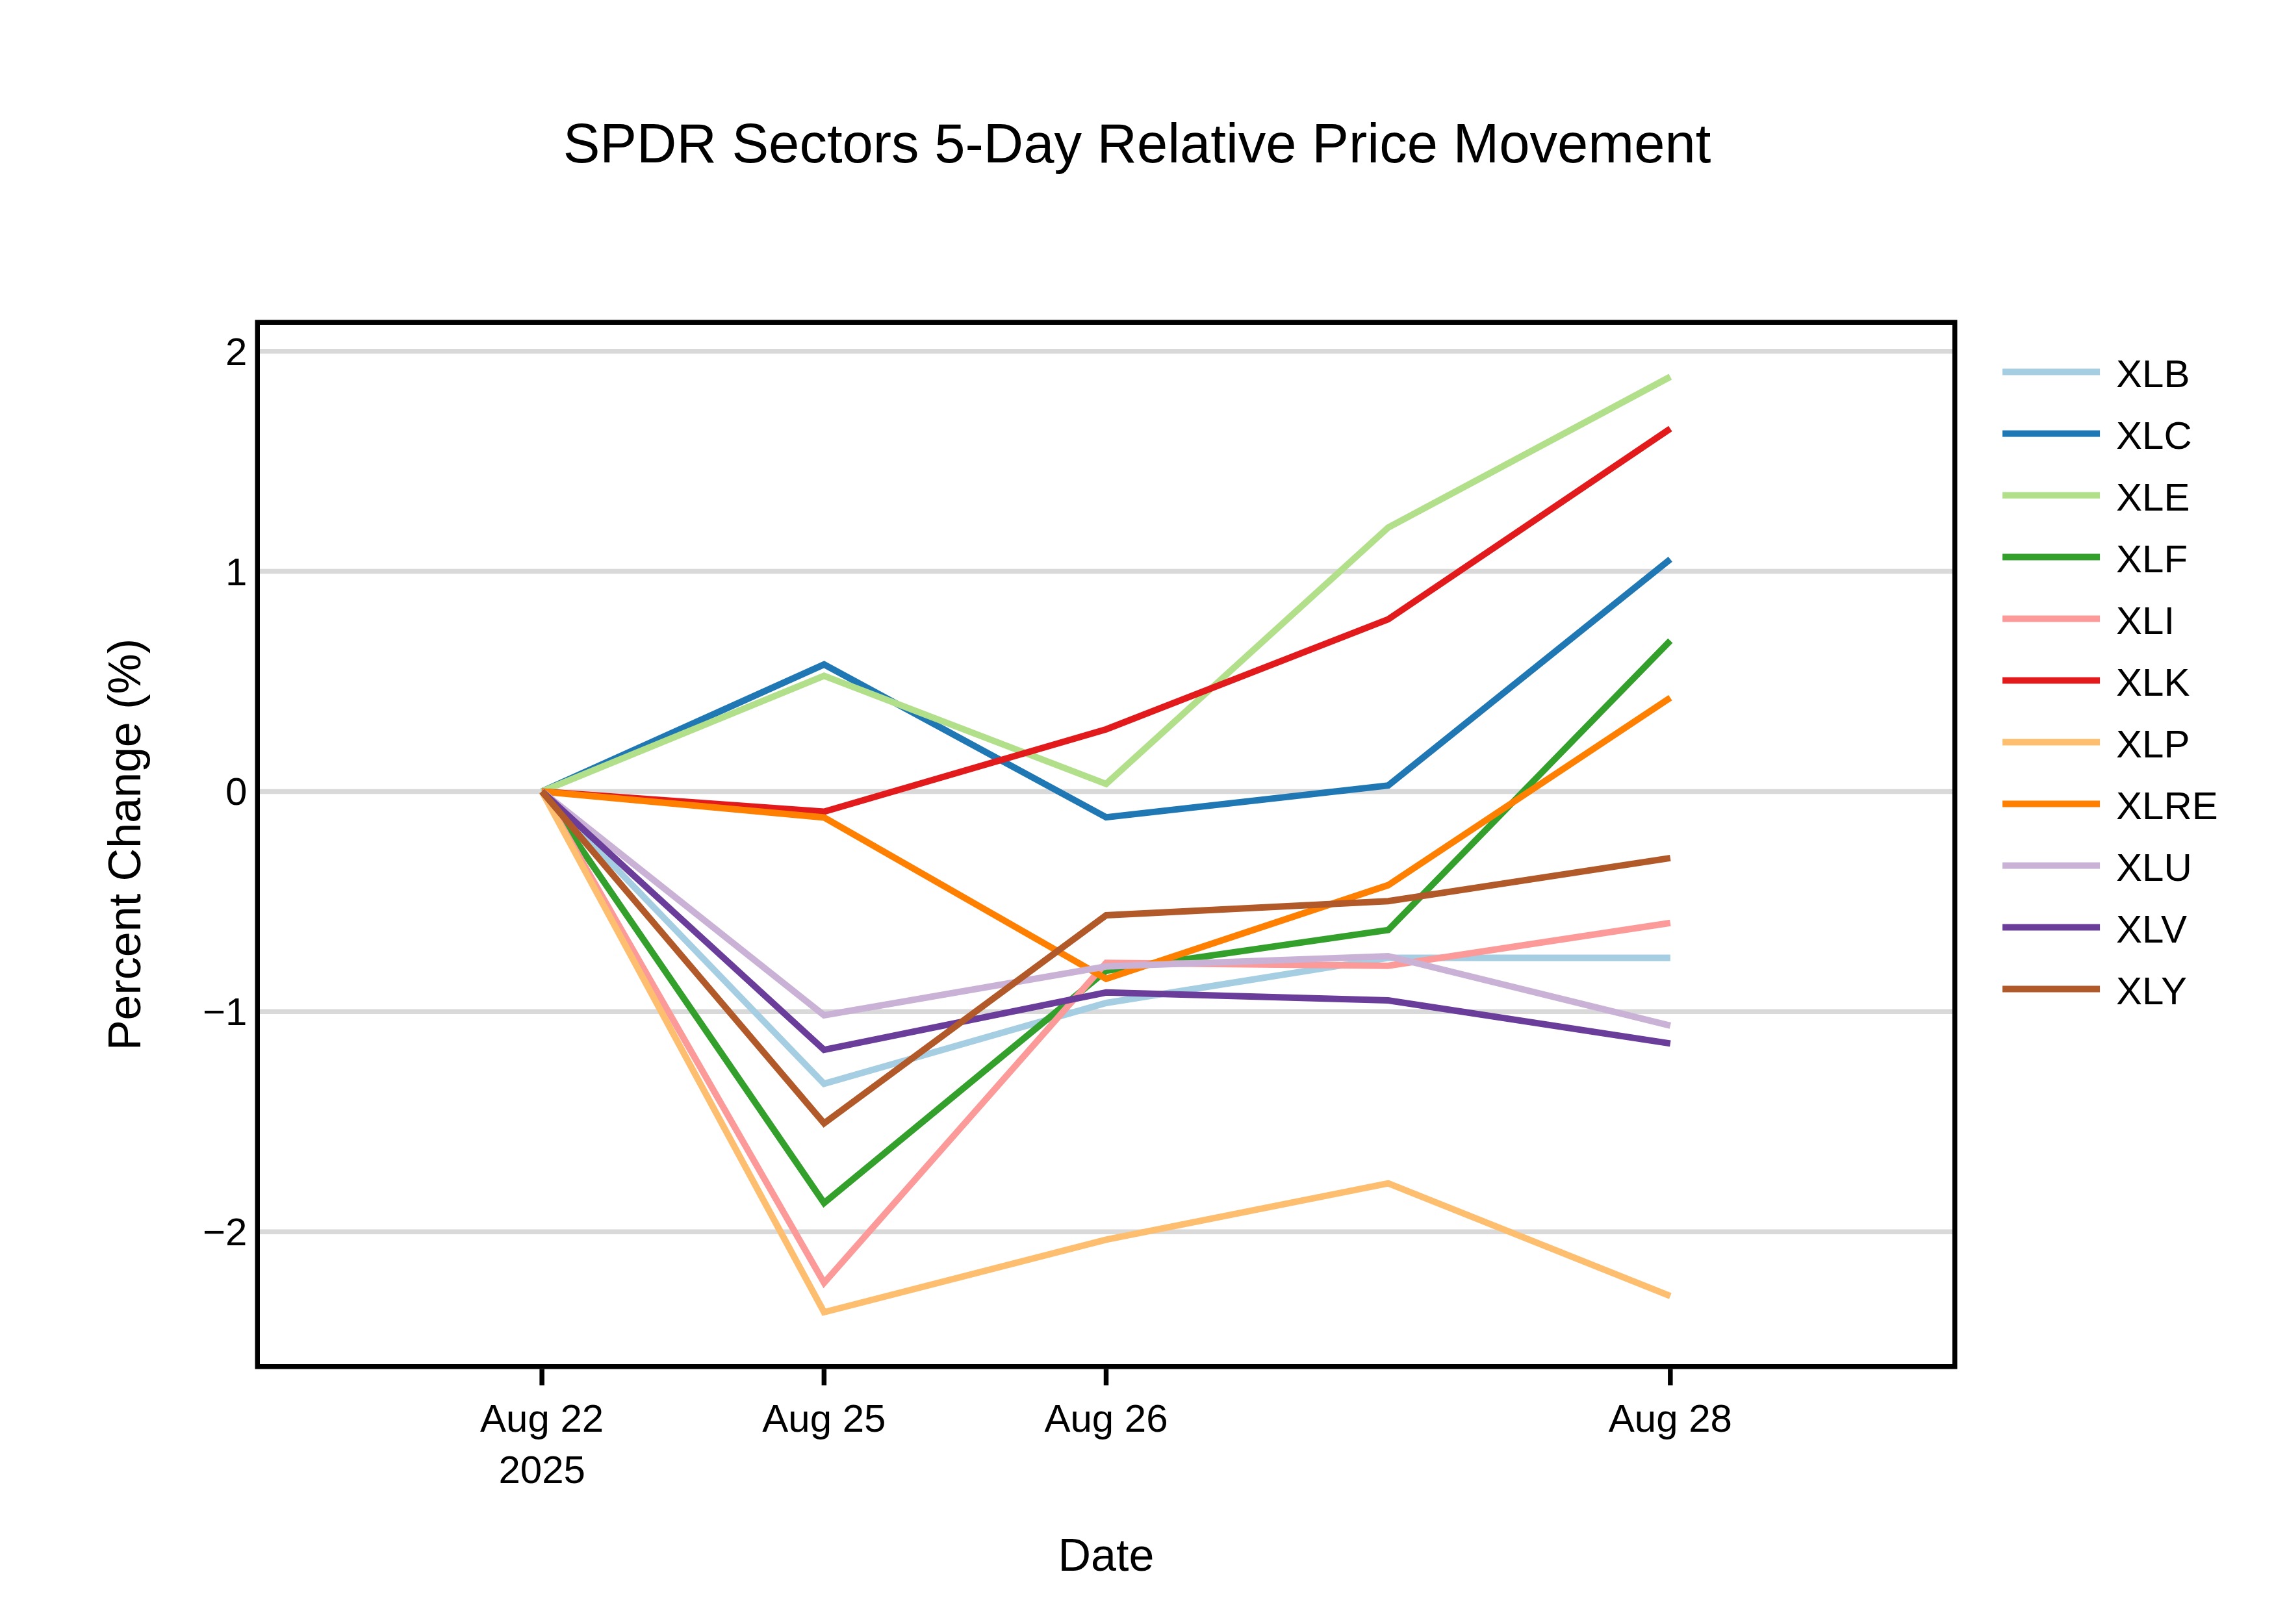 SPDR Sectors 5-Day Relative Price Movement
2
1
0
−1
−2
Percent Change (%)
Aug 22
2025
Aug 25
Aug 26
Aug 28
Date
XLB
XLC
XLE
XLF
XLI
XLK
XLP
XLRE
XLU
XLV
XLY